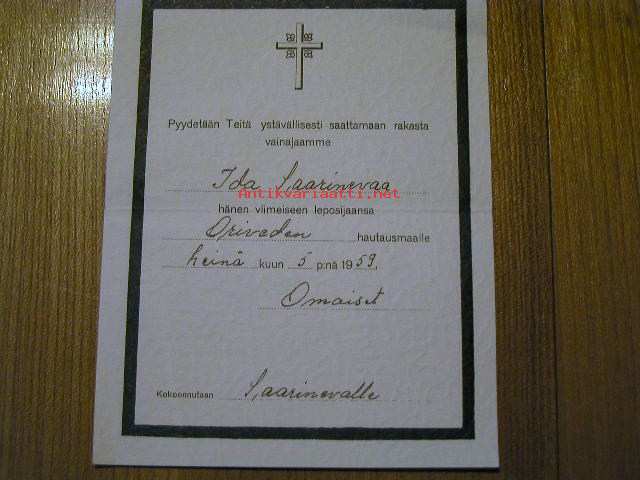 Pyydetään Teitä ystävällisesti saattamaan rakasta
vainajaamme
Ida Saarinevaa
Antikvariaatti.net
hänen viimeiseen leposijaansa
Oriveden hautausmaalle
heinä kuun 5 p:nä 1959.
Omaiset
Kokoonnutaan Saarinevalle